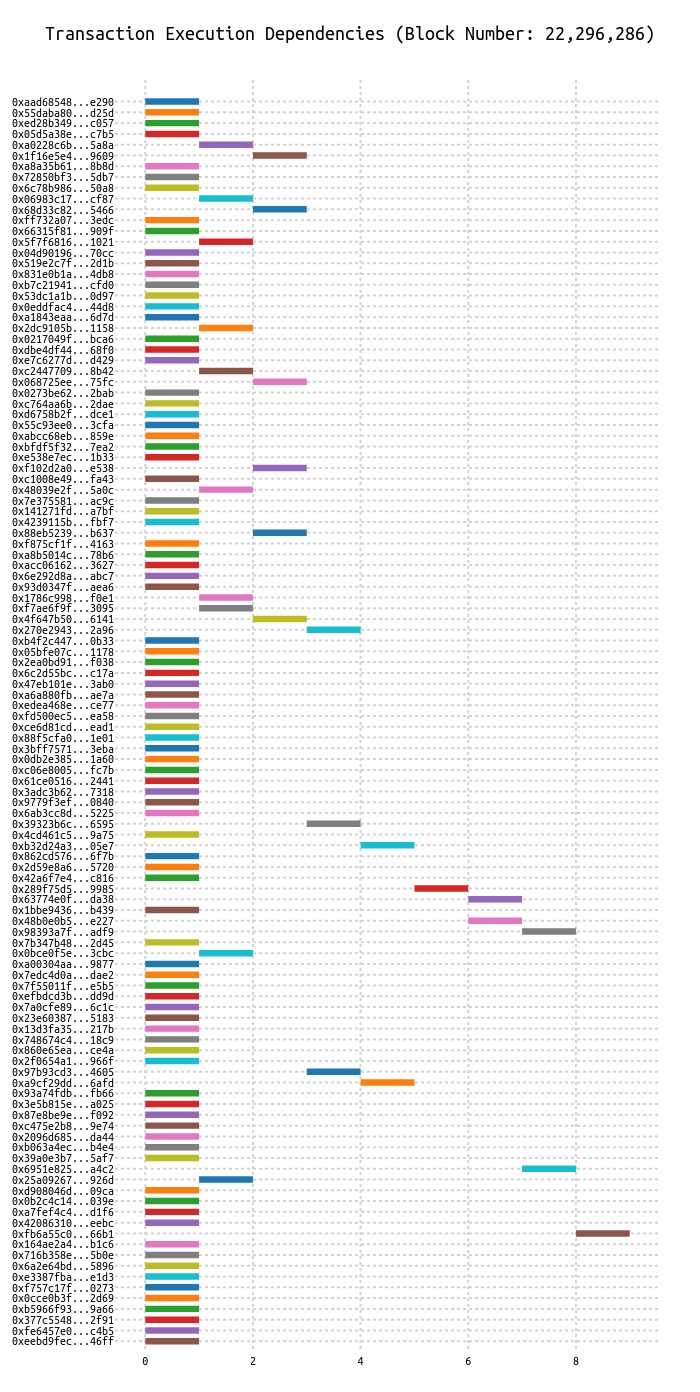 Transaction Execution Dependencies (Block Number: 22,296,286)
0xaad68548...e290
0x55daba80...d25d
0xed28b349...c057
0x05d5a38e...c7b5
0xa0228c6b...5a8a
0x1f16e5e4...9609
0xa8a35b61...8b8d
0x72850bf3...5db7
0x6c78b986...50a8
0x06983c17...cf87
0x68d33c82...5466
0xff732a07...3edc
0x66315f81...909f
0x5f7f6816...1021
0x04d90196...70cc
0x519e2c7f...2d1b
0x831e0b1a...4db8
0xb7c21941...cfd0
0x53dc1a1b...0d97
0x0eddfac4...44d8
0xa1843eaa...6d7d
0x2dc9105b...1158
0x0217049f...bca6
0xdbe4df44...68f0
0xe7c6277d...d429
0xc2447709...8b42
0x068725ee...75fc
0x0273be62...2bab
0xc764aa6b...2dae
0xd6758b2f...dce1
0x55c93ee0...3cfa
0xabcc68eb...859e
0xbfdf5f32...7ea2
0xe538e7ec...1b33
0xf102d2a0...e538
0xc1008e49...fa43
0x48039e2f...5a0c
0x7e375581...ac9c
0x141271fd...a7bf
0x4239115b...fbf7
0x88eb5239...b637
0xf875cf1f...4163
0xa8b5014c...78b6
0xacc06162...3627
0x6e292d8a...abc7
0x93d0347f...aea6
0x1786c998...f0e1
0xf7ae6f9f...3095
0x4f647b50...6141
0x270e2943...2a96
0xb4f2c447...0b33
0x05bfe07c...1178
0x2ea0bd91...f038
0x6c2d55bc...c17a
0x47eb101e...3ab0
0xa6a880fb...ae7a
0xedea468e...ce77
0xfd500ec5...ea58
0xce6d81cd...ead1
0x88f5cfa0...1e01
0x3bff7571...3eba
0x0db2e385...1a60
0xc06e8005...fc7b
0x61ce0516...2441
0x3adc3b62...7318
0x9779f3ef...0840
0x6ab3cc8d...5225
0x39323b6c...6595
0x4cd461c5...9a75
0xb32d24a3...05e7
0x862cd576...6f7b
0x2d59e8a6...5720
0x42a6f7e4...c816
0x289f75d5...9985
0x63774e0f...da38
0x1bbe9436...b439
0x48b0e0b5...e227
0x98393a7f...adf9
0x7b347b48...2d45
0x0bce0f5e...3cbc
0xa00304aa...9877
0x7edc4d0a...dae2
0x7f55011f...e5b5
0xefbdcd3b...dd9d
0x7a0cfe89...6c1c
0x23e60387...5183
0x13d3fa35...217b
0x748674c4...18c9
0x860e65ea...ce4a
0x2f0654a1...966f
0x97b93cd3...4605
0xa9cf29dd...6afd
0x93a74fdb...fb66
0x3e5b815e...a025
0x87e8be9e...f092
0xc475e2b8...9e74
0x2096d685...da44
0xb063a4ec...b4e4
0x39a0e3b7...5af7
0x6951e825...a4c2
0x25a09267...926d
0xd908046d...09ca
0x0b2c4c14...039e
0xa7fef4c4...d1f6
0x42086310...eebc
0xfb6a55c0...66b1
0x164ae2a4...b1c6
0x716b358e...5b0e
0x6a2e64bd...5896
0xe3387fba...e1d3
0xf757c17f...0273
0x0cce0b3f...2d69
0xb5966f93...9a66
0x377c5548...2f91
0xfe6457e0...c4b5
0xeebd9fec...46ff
0 2 4 6 8